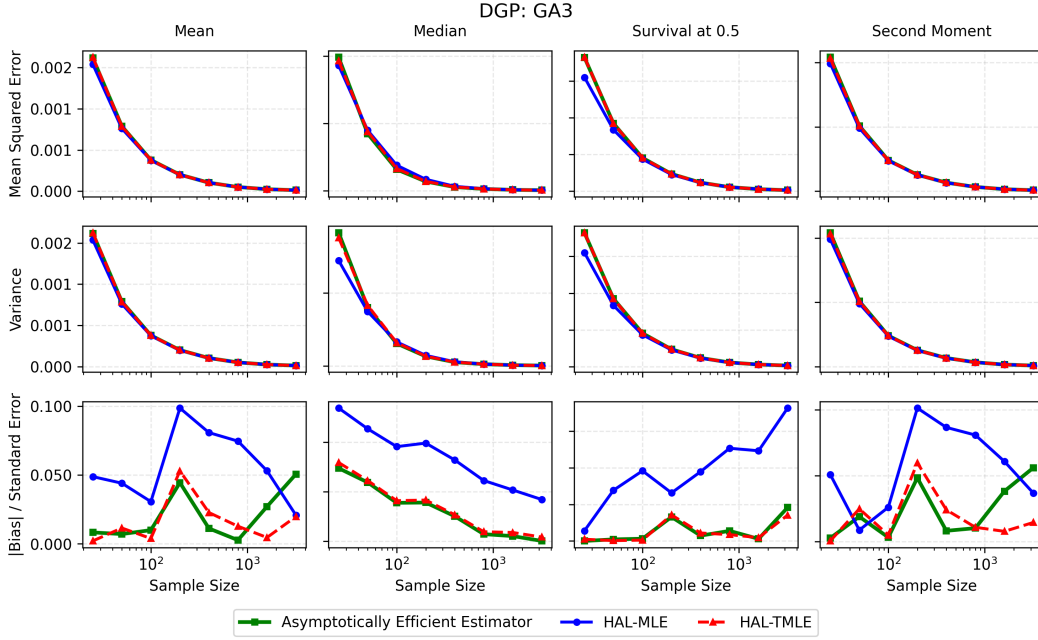 DGP: GA3
Mean
Median
Survival at 0.5
Second Moment
Mean Squared Error
0.002
0.001
0.001
0.000
Variance
0.002
0.001
0.001
0.000
|Bias| / Standard Error
0.100
0.050
0.000
10²
10³
10²
10³
10²
10³
10²
10³
Sample Size
Sample Size
Sample Size
Sample Size
Asymptotically Efficient Estimator
HAL-MLE
HAL-TMLE